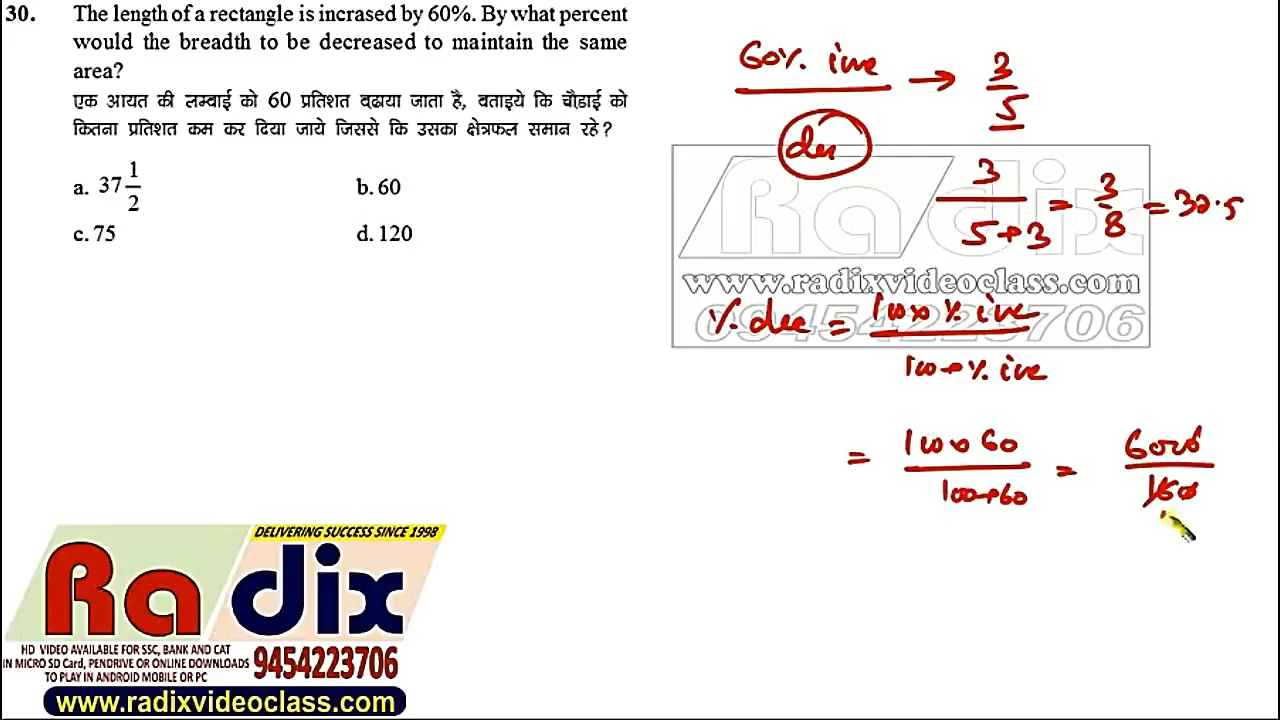 30. The length of a rectangle is incrased by 60%. By what percent
would the breadth to be decreased to maintain the same
area?
एक आयत की लम्बाई को 60 प्रतिशत बढ़ाया जाता है, बताइये कि चौड़ाई को
कितना प्रतिशत कम कर दिया जाये जिससे कि उसका क्षेत्रफल समान रहे?
a. 37 1/2 b. 60
c. 75 d. 120
60% inc → 3/5
dec
3/5+3 = 3/8 = 37.5
% dec = 100× % inc / 100+% inc
= 100×60 / 100+60 = 6000/160
Radix
www.radixvideoclass.com
09454223706
DELIVERING SUCCESS SINCE 1998
Radix
HD VIDEO AVAILABLE FOR SSC, BANK AND CAT
IN MICRO SD Card, PENDRIVE OR ONLINE DOWNLOADS
TO PLAY IN ANDROID MOBILE OR PC
9454223706
www.radixvideoclass.com